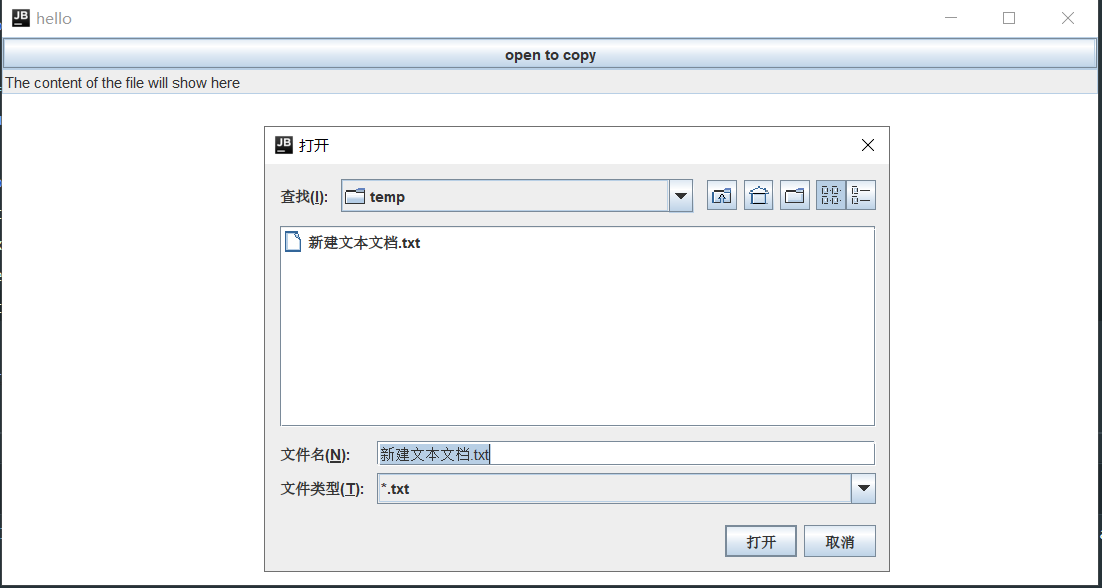 JB hello
open to copy
The content of the file will show here
JB 打开
查找(I): temp
新建文本文档.txt
文件名(N): 新建文本文档.txt
文件类型(T): *.txt
打开 取消